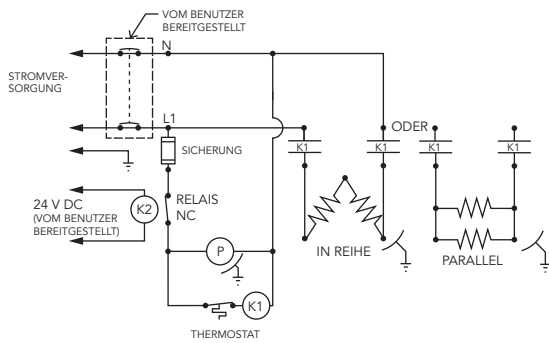 VOM BENUTZER
BEREITGESTELLT
N
STROMVER-
SORGUNG
L1
ODER
SICHERUNG
K1
K1
K1
K1
24 V DC
(VOM BENUTZER
BEREITGESTELLT)
K2
RELAIS
NC
P
IN REIHE
PARALLEL
K1
THERMOSTAT